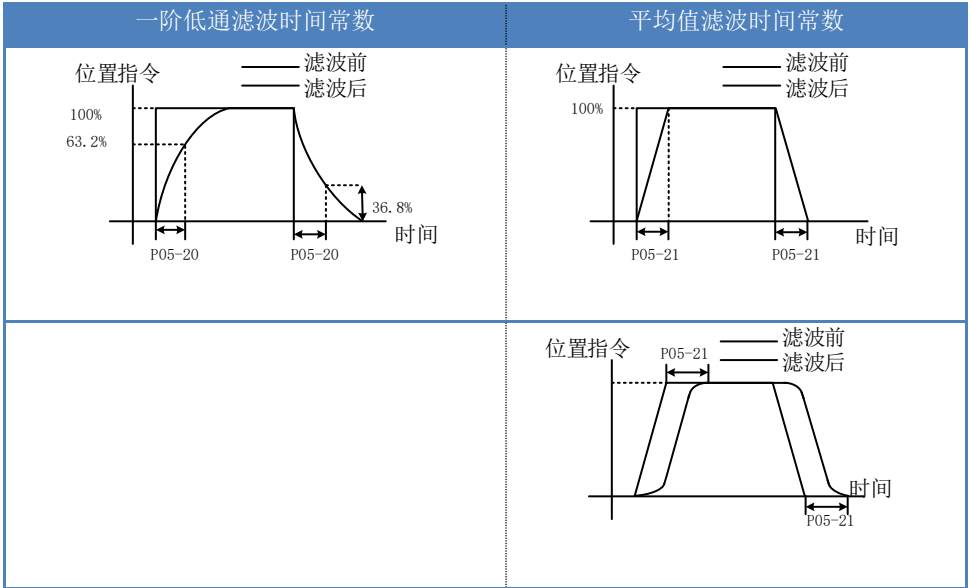 一阶低通滤波时间常数
平均值滤波时间常数
位置指令
滤波前
滤波后
100%
63.2%
36.8%
时间
P05-20
P05-20
位置指令
滤波前
滤波后
100%
时间
P05-21
P05-21
位置指令
P05-21
滤波前
滤波后
时间
P05-21